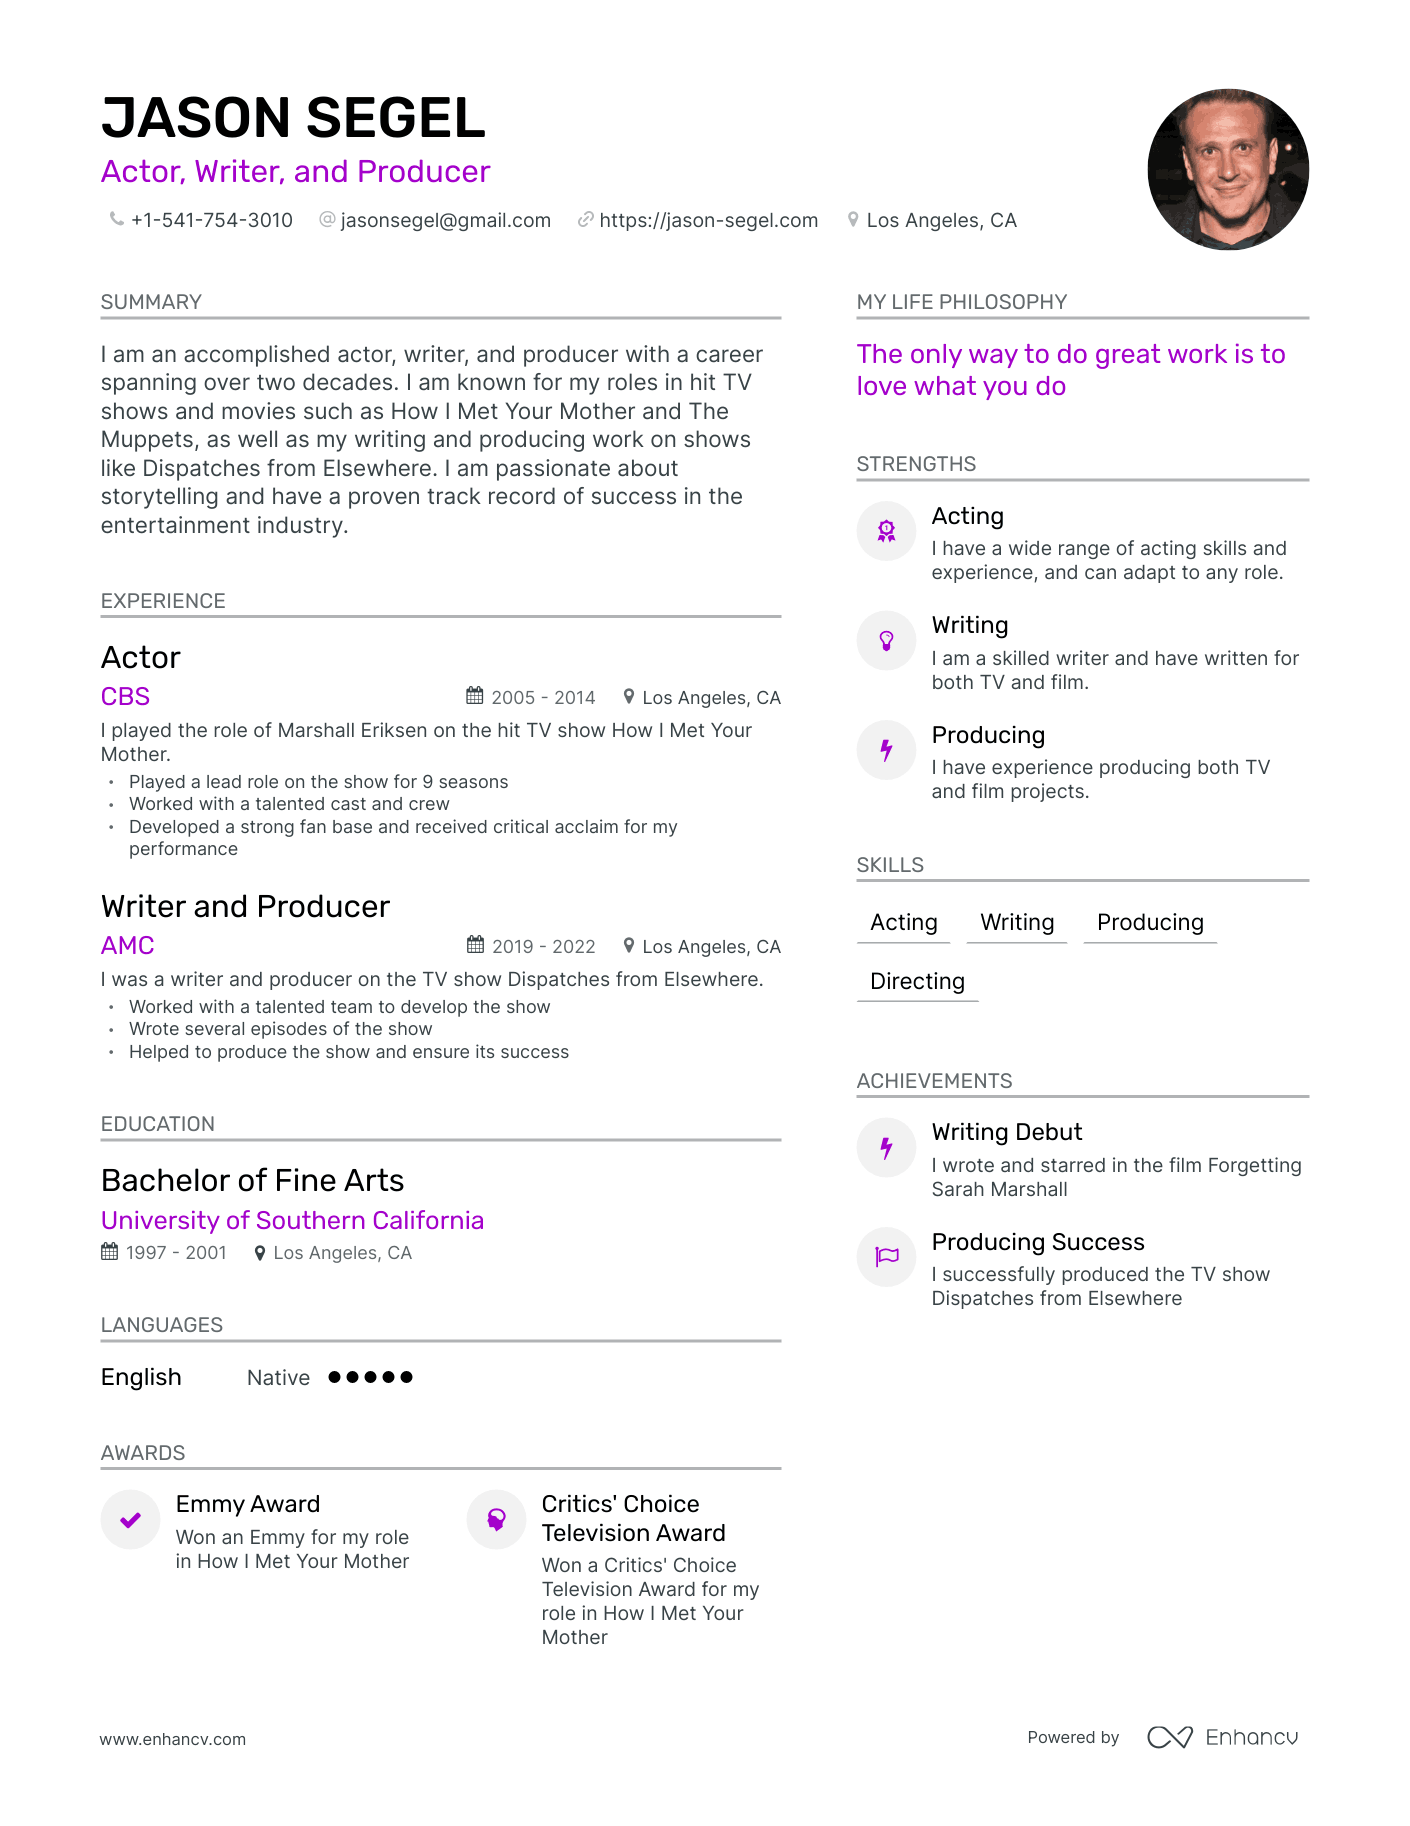 JASON SEGEL
Actor, Writer, and Producer
+1-541-754-3010 jasonsegel@gmail.com https://jason-segel.com Los Angeles, CA
SUMMARY
I am an accomplished actor, writer, and producer with a career
spanning over two decades. I am known for my roles in hit TV
shows and movies such as How I Met Your Mother and The
Muppets, as well as my writing and producing work on shows
like Dispatches from Elsewhere. I am passionate about
storytelling and have a proven track record of success in the
entertainment industry.
EXPERIENCE
Actor
CBS 2005 - 2014 Los Angeles, CA
I played the role of Marshall Eriksen on the hit TV show How I Met Your
Mother.
• Played a lead role on the show for 9 seasons
• Worked with a talented cast and crew
• Developed a strong fan base and received critical acclaim for my
performance
Writer and Producer
AMC 2019 - 2022 Los Angeles, CA
I was a writer and producer on the TV show Dispatches from Elsewhere.
• Worked with a talented team to develop the show
• Wrote several episodes of the show
• Helped to produce the show and ensure its success
EDUCATION
Bachelor of Fine Arts
University of Southern California
1997 - 2001 Los Angeles, CA
LANGUAGES
English Native
AWARDS
Emmy Award
Won an Emmy for my role
in How I Met Your Mother
Critics' Choice
Television Award
Won a Critics' Choice
Television Award for my
role in How I Met Your
Mother
MY LIFE PHILOSOPHY
The only way to do great work is to
love what you do
STRENGTHS
Acting
I have a wide range of acting skills and
experience, and can adapt to any role.
Writing
I am a skilled writer and have written for
both TV and film.
Producing
I have experience producing both TV
and film projects.
SKILLS
Acting Writing Producing
Directing
ACHIEVEMENTS
Writing Debut
I wrote and starred in the film Forgetting
Sarah Marshall
Producing Success
I successfully produced the TV show
Dispatches from Elsewhere
www.enhancv.com
Powered by Enhancv